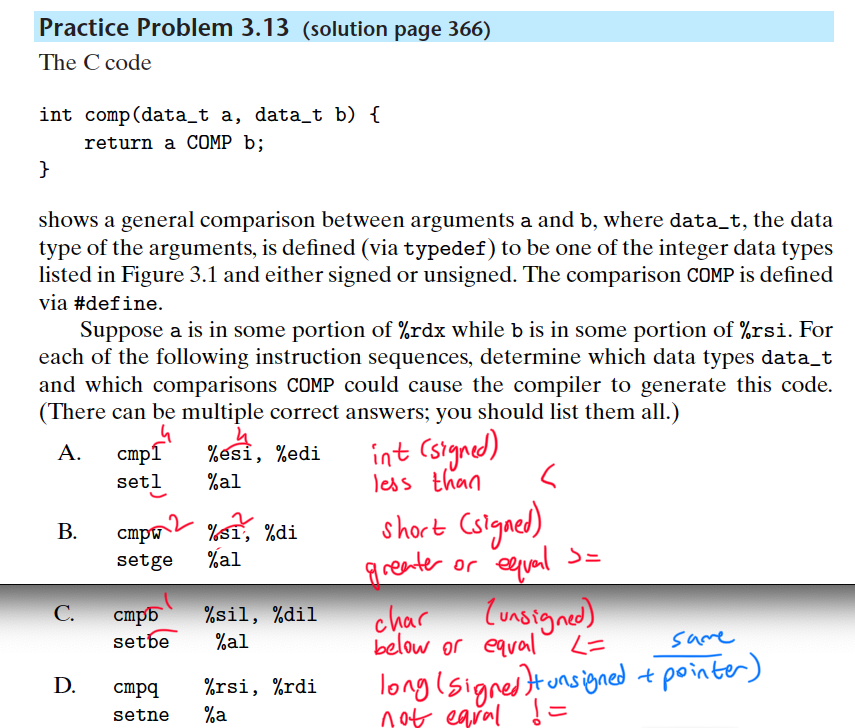 Practice Problem 3.13 (solution page 366)
The C code
int comp(data_t a, data_t b) {
return a COMP b;
}
shows a general comparison between arguments a and b, where data_t, the data
type of the arguments, is defined (via typedef) to be one of the integer data types
listed in Figure 3.1 and either signed or unsigned. The comparison COMP is defined
via #define.
Suppose a is in some portion of %rdx while b is in some portion of %rsi. For
each of the following instruction sequences, determine which data types data_t
and which comparisons COMP could cause the compiler to generate this code.
(There can be multiple correct answers; you should list them all.)
4 4
A. cmpl %esi, %edi int (signed)
setl %al less than <
2 2
B. cmpw %si, %di short (signed)
setge %al greater or equal >=
1
C. cmpb %sil, %dil char (unsigned)
setbe %al below or equal <=
same
D. cmpq %rsi, %rdi long (signed)+unsigned + pointer)
setne %a not equal !=